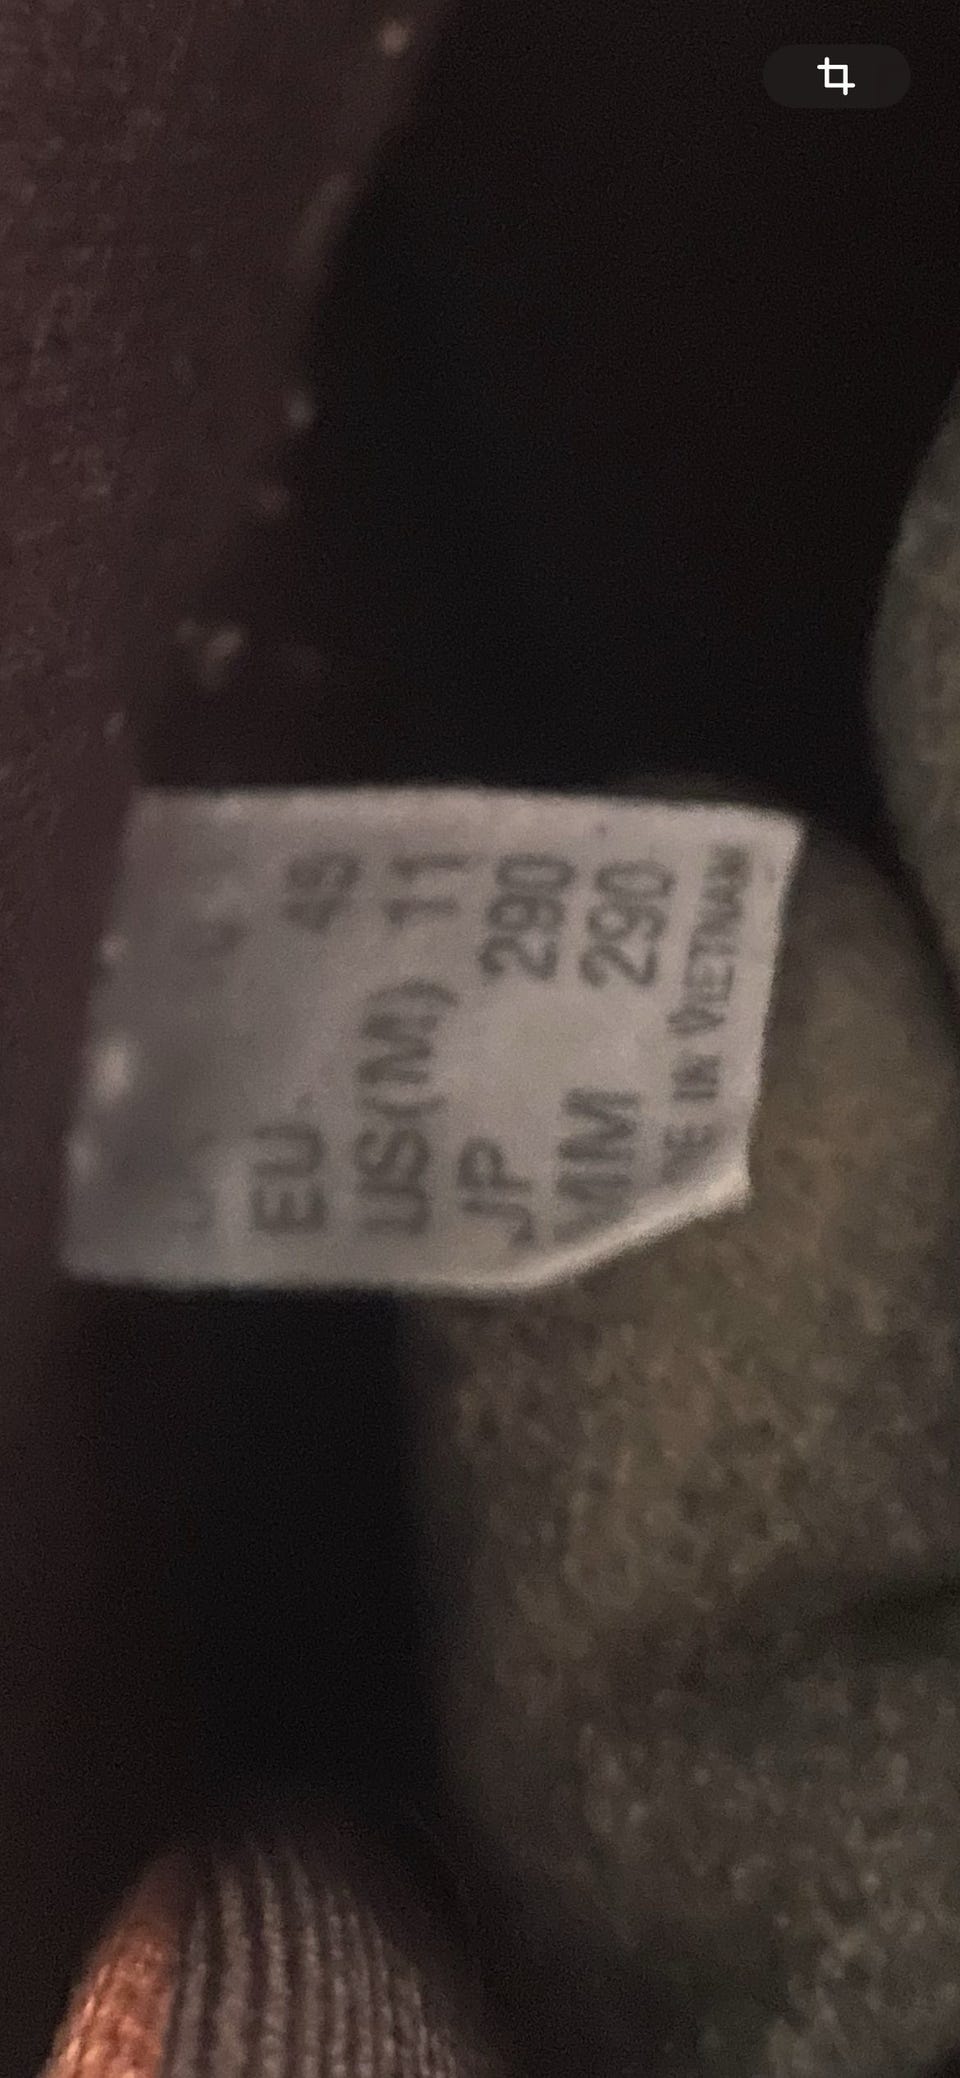 EU 45
US(M) 11
JP 290
MM 290
IN VIETNAM